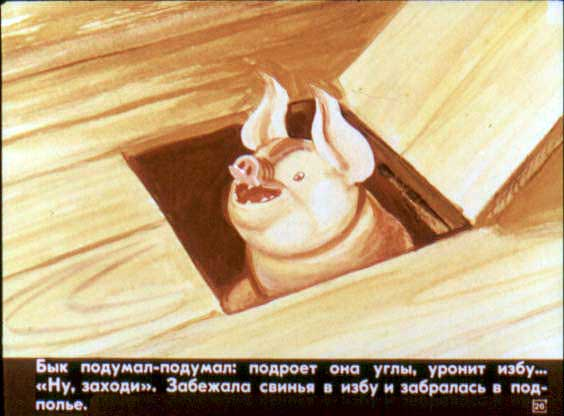 Бык подумал-подумал: подроет она углы, уронит избу...
«Ну, заходи». Забежала свинья в избу и забралась в под-
полье.
26